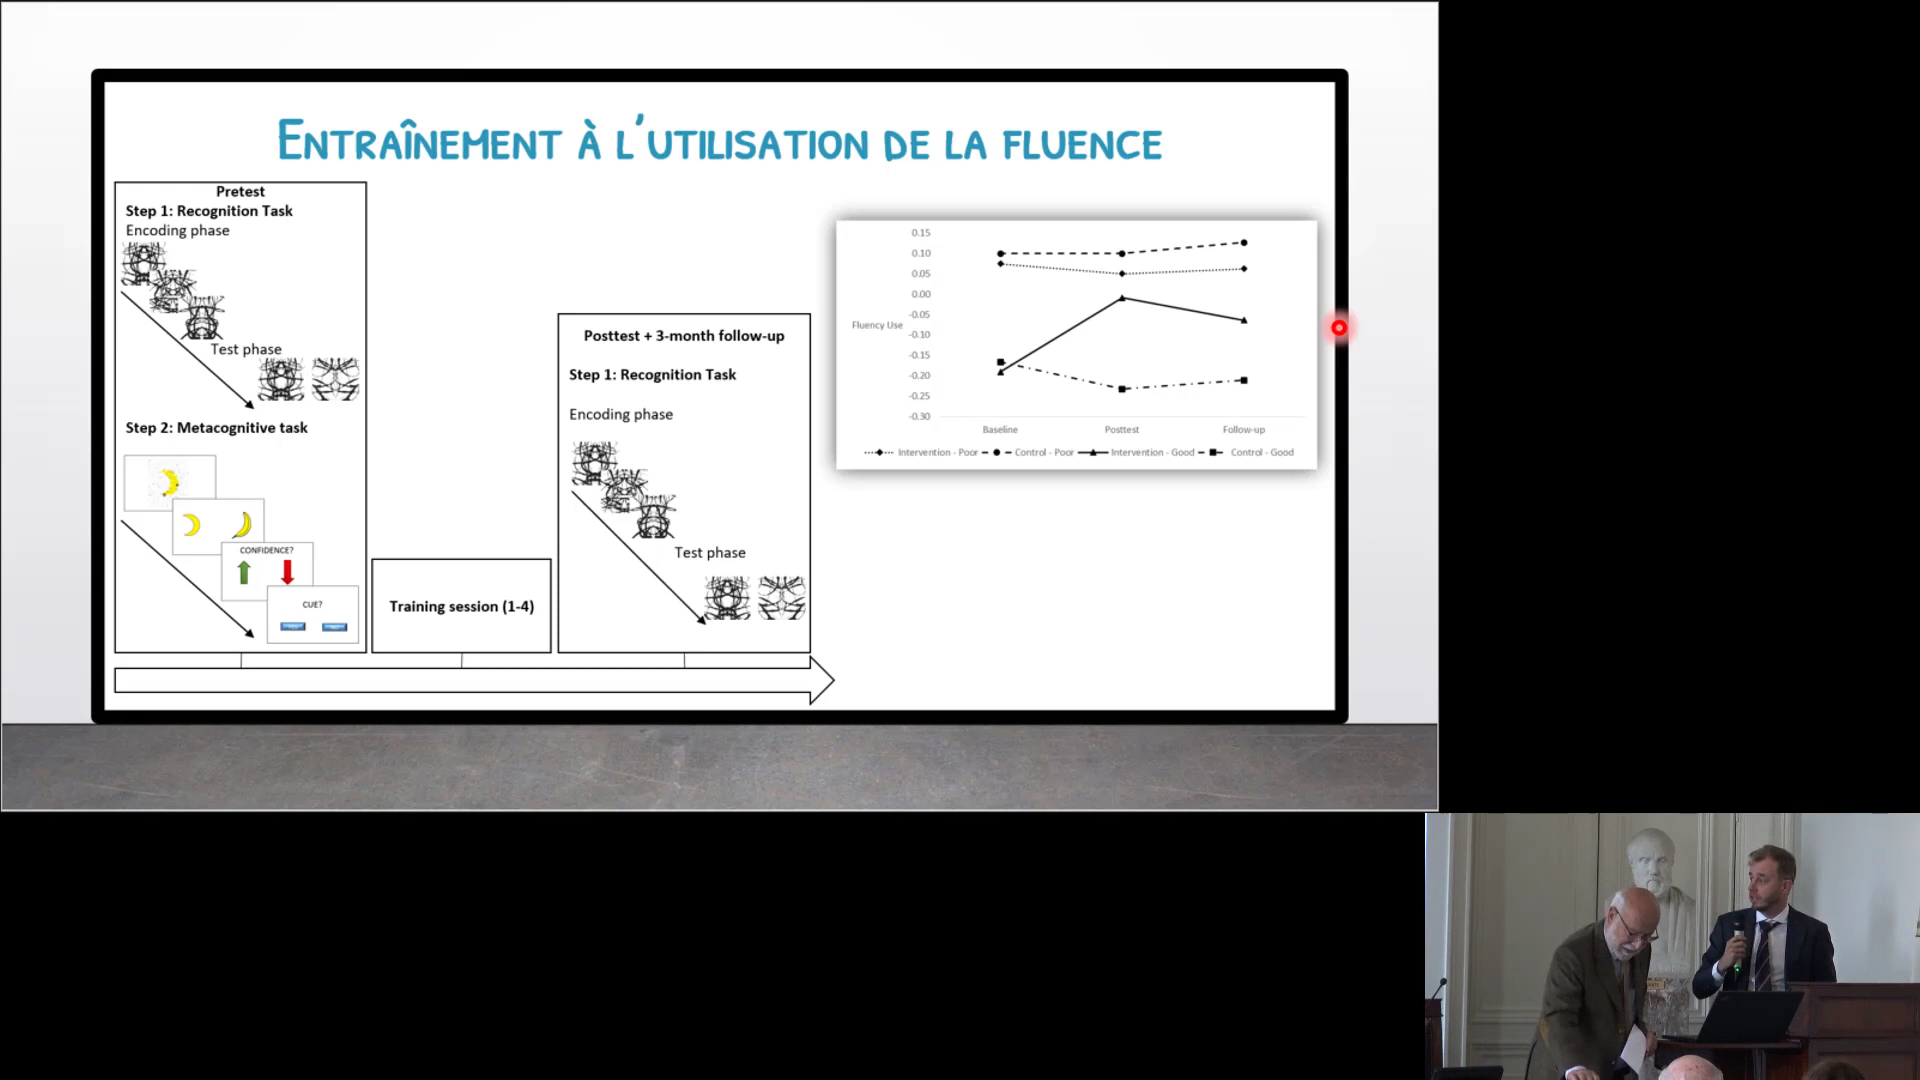 Entraînement à l'utilisation de la fluence
Pretest
Step 1: Recognition Task
Encoding phase
Test phase
Step 2: Metacognitive task
CONFIDENCE?
CUE?
Training session (1-4)
Posttest + 3-month follow-up
Step 1: Recognition Task
Encoding phase
Test phase
0.15
0.10
0.05
0.00
-0.05
Fluency Use
-0.10
-0.15
-0.20
-0.25
-0.30
Baseline Posttest Follow-up
Intervention - Poor Control - Poor Intervention - Good Control - Good